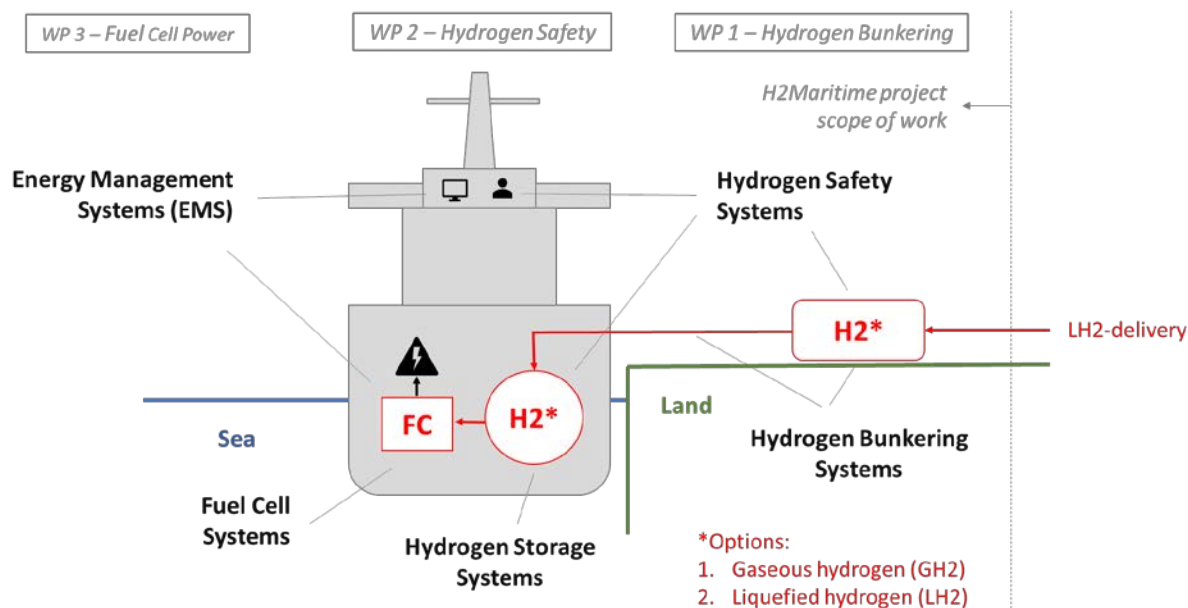 WP 3 – Fuel Cell Power
WP 2 – Hydrogen Safety
WP 1 – Hydrogen Bunkering
H2Maritime project
scope of work
Energy Management
Systems (EMS)
Hydrogen Safety
Systems
H2*
LH2-delivery
FC
H2*
Sea
Land
Hydrogen Bunkering
Systems
Fuel Cell
Systems
Hydrogen Storage
Systems
*Options:
1. Gaseous hydrogen (GH2)
2. Liquefied hydrogen (LH2)